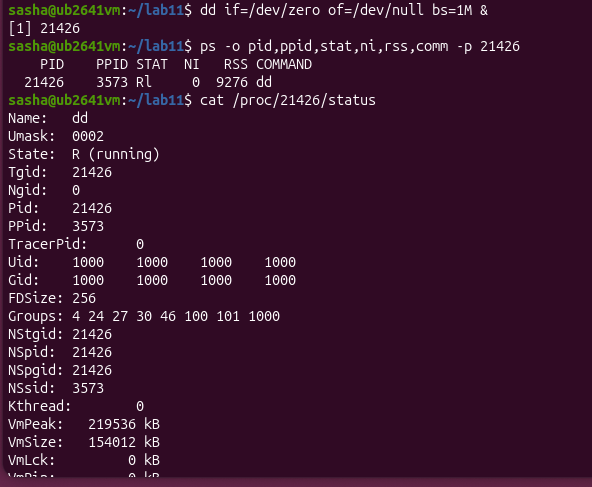 sasha@ub2641vm:~/lab11$ dd if=/dev/zero of=/dev/null bs=1M &
[1] 21426
sasha@ub2641vm:~/lab11$ ps -o pid,ppid,stat,ni,rss,comm -p 21426
    PID    PPID STAT  NI   RSS COMMAND
  21426    3573 Rl     0  9276 dd
sasha@ub2641vm:~/lab11$ cat /proc/21426/status
Name:   dd
Umask:  0002
State:  R (running)
Tgid:   21426
Ngid:   0
Pid:    21426
PPid:   3573
TracerPid:      0
Uid:    1000    1000    1000    1000
Gid:    1000    1000    1000    1000
FDSize: 256
Groups: 4 24 27 30 46 100 101 1000
NStgid: 21426
NSpid:  21426
NSpgid: 21426
NSsid:  3573
Kthread:        0
VmPeak:   219536 kB
VmSize:   154012 kB
VmLck:         0 kB
VmPin:         0 kB